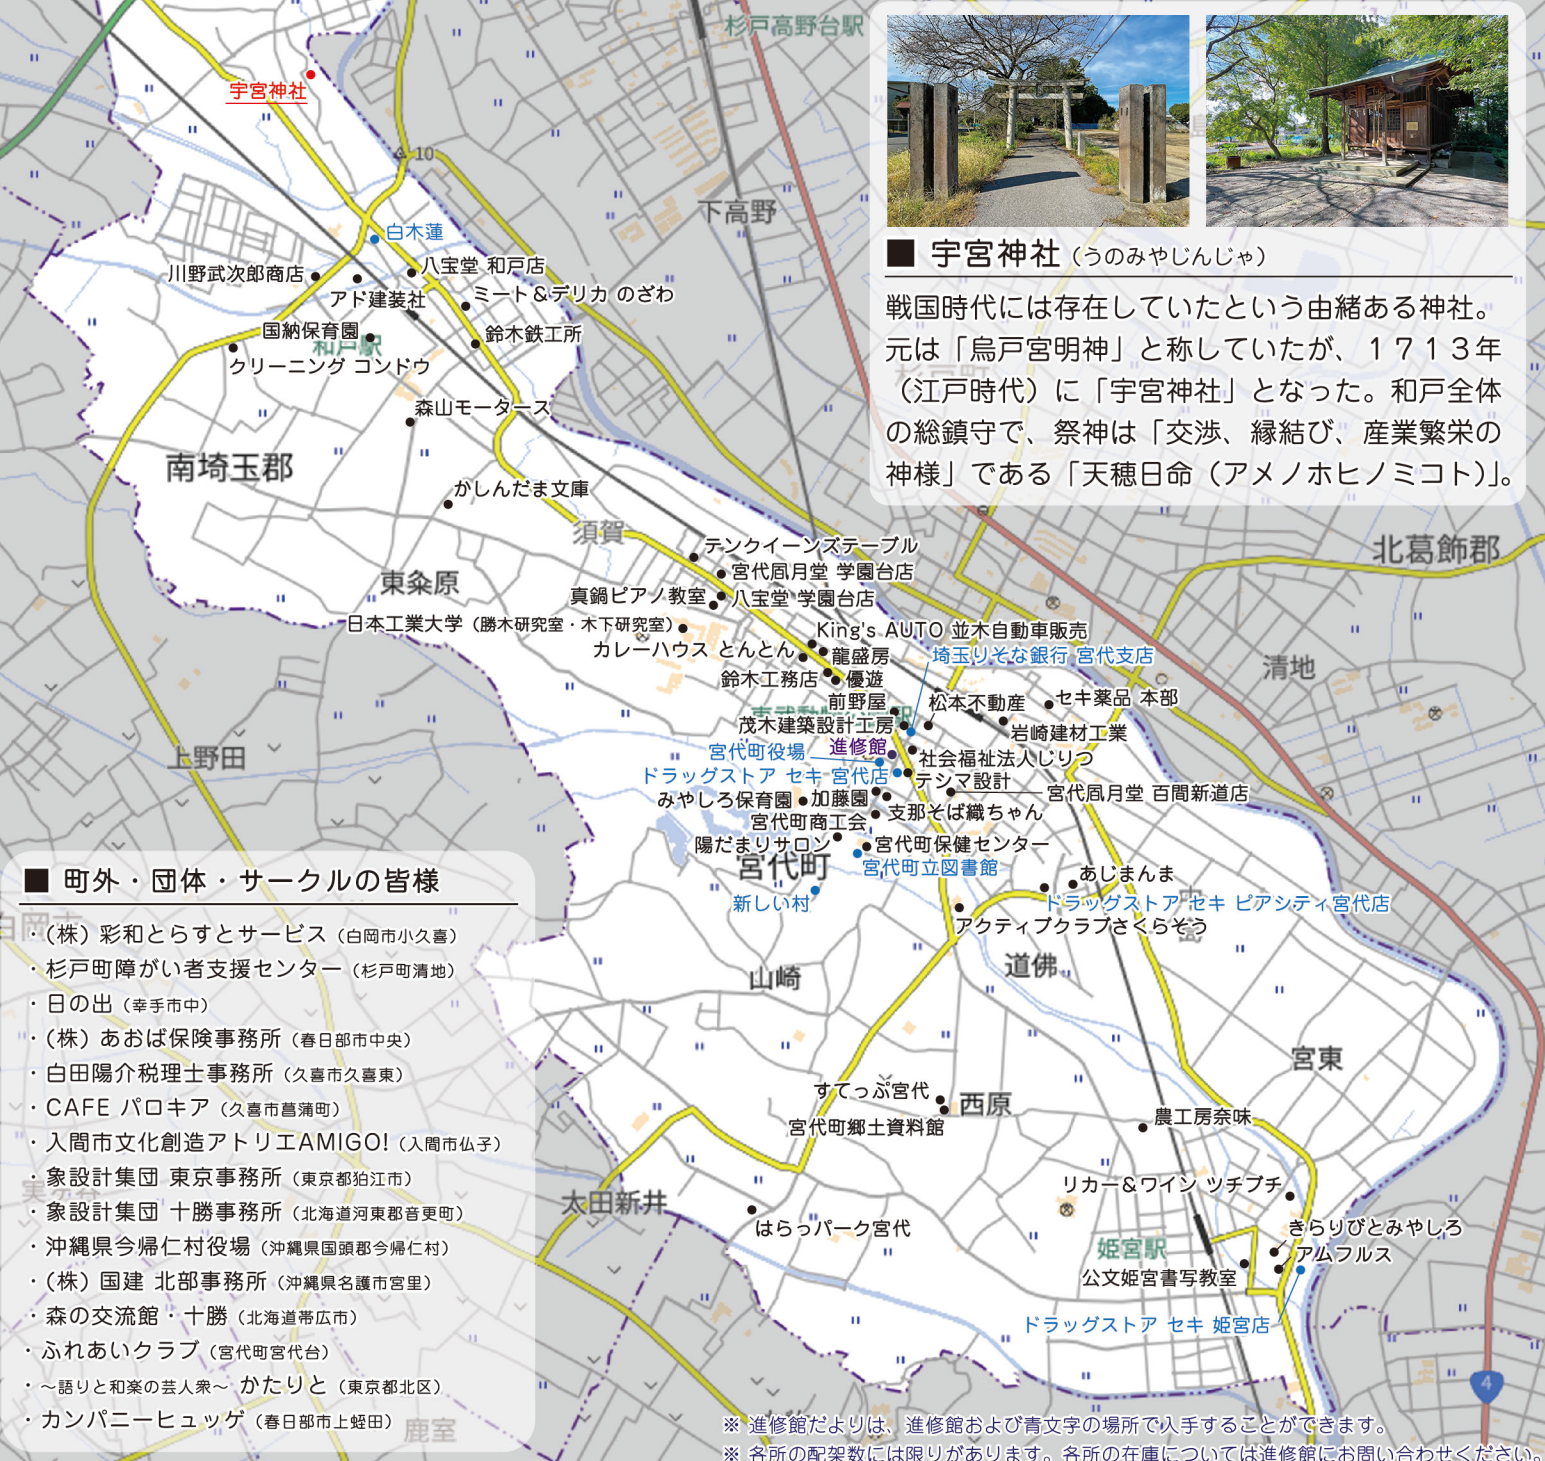 杉戸高野台駅
宇宮神社
10
下高野
白木蓮
川野武次郎商店
八宝堂 和戸店
アド建装社
ミート＆デリカ のざわ
国納保育園
鈴木鉄工所
和戸駅
クリーニング コンドウ
森山モータース
南埼玉郡
かしんだま文庫
須賀
東粂原
テンクイーンズテーブル
宮代凮月堂 学園台店
真鍋ピアノ教室
八宝堂 学園台店
日本工業大学（勝木研究室・木下研究室）
King's AUTO 並木自動車販売
カレーハウス とんとん
龍盛房
埼玉りそな銀行 宮代支店
鈴木工務店
優遊
前野屋
松本不動産
セキ薬品 本部
茂木建築設計工房
岩崎建材工業
進修館
宮代町役場
社会福祉法人じりつ
ドラッグストア セキ 宮代店
テシマ設計
みやしろ保育園
加藤園
宮代凮月堂 百間新道店
支那そば織ちゃん
宮代町商工会
陽だまりサロン
宮代町保健センター
宮代町
宮代町立図書館
あじまんま
新しい村
ドラッグストア セキ ピアシティ宮代店
アクティブクラブさくらそう
上野田
北葛飾郡
清地
杉戸町
道佛
山崎
宮東
すてっぷ宮代
西原
宮代町郷土資料館
農工房奈味
リカー＆ワイン ツチブチ
太田新井
はらっパーク宮代
きらりびとみやしろ
姫宮駅
アムフルス
公文姫宮書写教室
ドラッグストア セキ 姫宮店
4
鹿室
白岡市
■ 宇宮神社（うのみやじんじゃ）
戦国時代には存在していたという由緒ある神社。
元は「烏戸宮明神」と称していたが、１７１３年
（江戸時代）に「宇宮神社」となった。和戸全体
の総鎮守で、祭神は「交渉、縁結び、産業繁栄の
神様」である「天穂日命（アメノホヒノミコト）」。
■ 町外・団体・サークルの皆様
・(株) 彩和とらすとサービス（白岡市小久喜）
・杉戸町障がい者支援センター（杉戸町清地）
・日の出（幸手市中）
・(株) あおば保険事務所（春日部市中央）
・白田陽介税理士事務所（久喜市久喜東）
・CAFE パロキア（久喜市菖蒲町）
・入間市文化創造アトリエAMIGO!（入間市仏子）
・象設計集団 東京事務所（東京都狛江市）
・象設計集団 十勝事務所（北海道河東郡音更町）
・沖縄県今帰仁村役場（沖縄県国頭郡今帰仁村）
・(株) 国建 北部事務所（沖縄県名護市宮里）
・森の交流館・十勝（北海道帯広市）
・ふれあいクラブ（宮代町宮代台）
・～語りと和楽の芸人衆～ かたりと（東京都北区）
・カンパニーヒュッゲ（春日部市上蛭田）
※ 進修館だよりは、進修館および青文字の場所で入手することができます。
※ 各所の配架数には限りがあります。各所の在庫については進修館にお問い合わせください。